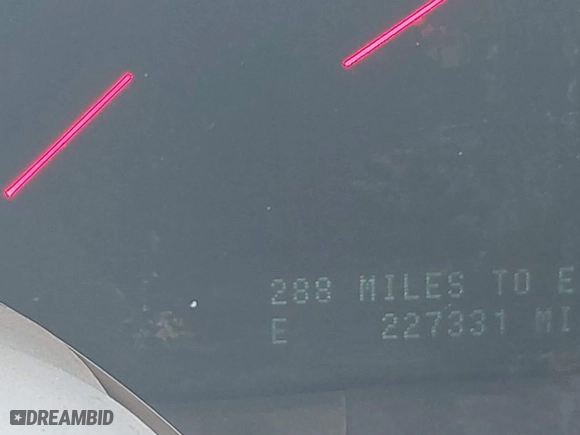 288 MILES TO E
E 227331 MI
DREAMBID